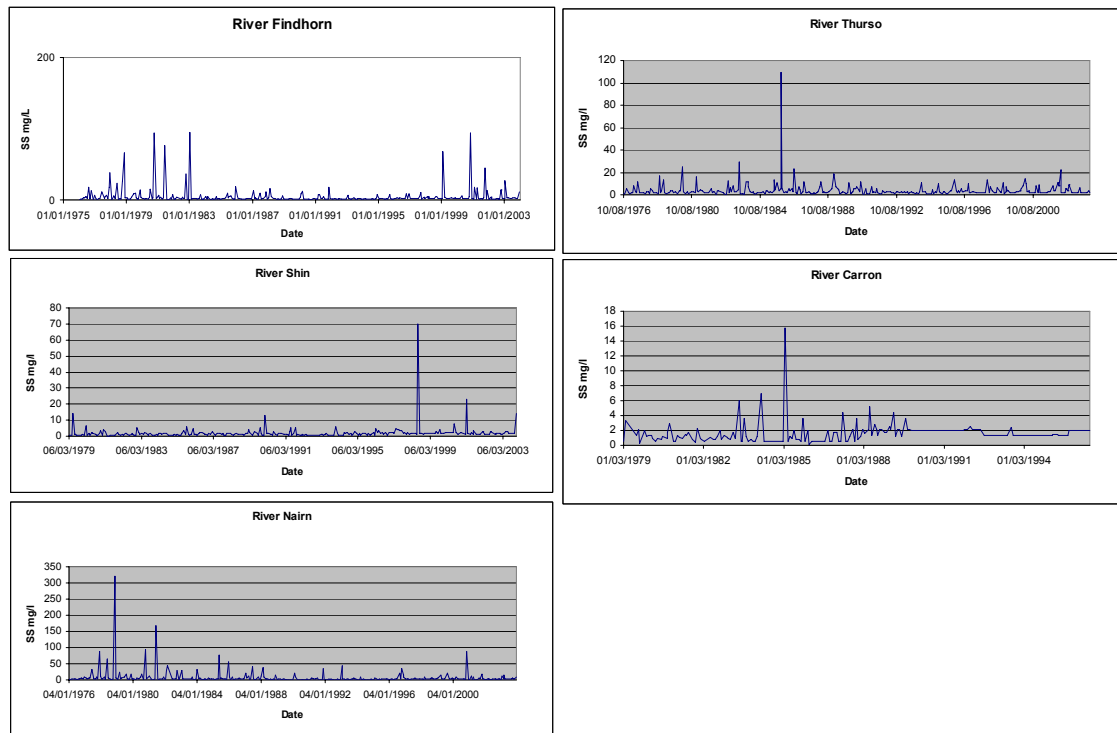 River Findhorn
200
SS mg/L
1
01/01/1975 01/01/1979 01/01/1983 01/01/1987 01/01/1991 01/01/1995 01/01/1999 01/01/2003
Date
River Thurso
120
100
80
60
40
20
0
SS mg/l
10/08/1976 10/08/1980 10/08/1984 10/08/1988 10/08/1992 10/08/1996 10/08/2000
Date
River Shin
80
70
60
50
40
30
20
10
0
SS mg/l
06/03/1979 06/03/1983 06/03/1987 06/03/1991 06/03/1995 06/03/1999 06/03/2003
Date
River Carron
18
16
14
12
10
8
6
4
2
0
SS mg/l
01/03/1979 01/03/1982 01/03/1985 01/03/1988 01/03/1991 01/03/1994
Date
River Nairn
350
300
250
200
150
100
50
0
SS mg/l
04/01/1976 04/01/1980 04/01/1984 04/01/1988 04/01/1992 04/01/1996 04/01/2000
Date